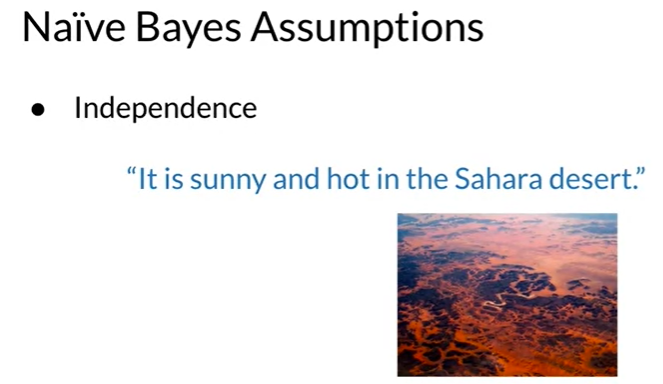 Naïve Bayes Assumptions
● Independence
“It is sunny and hot in the Sahara desert.”